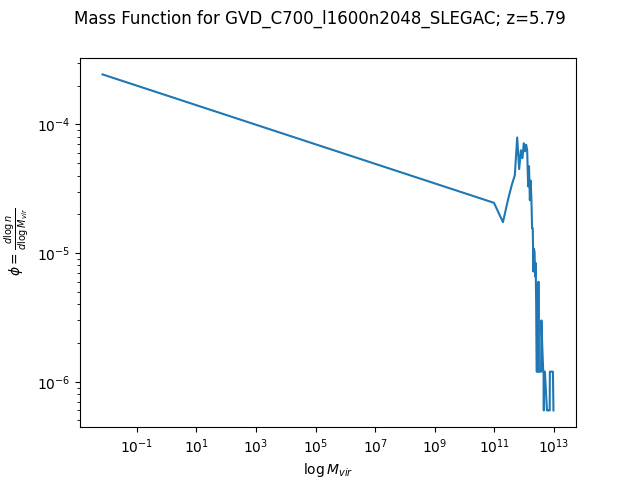 Mass Function for GVD_C700_l1600n2048_SLEGAC; z=5.79
10⁻⁴
10⁻⁵
10⁻⁶
ϕ = d log n / d log M_vir
10⁻¹ 10¹ 10³ 10⁵ 10⁷ 10⁹ 10¹¹ 10¹³
log M_vir